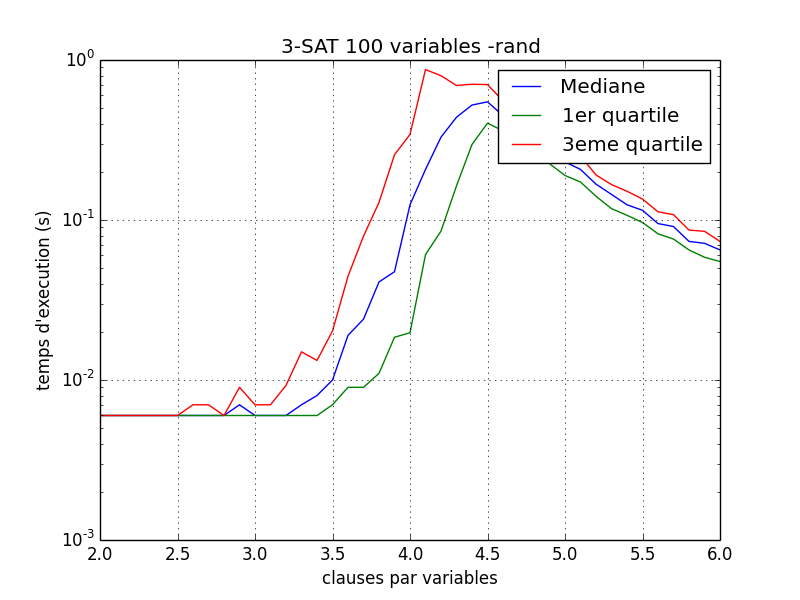 3-SAT 100 variables -rand
Mediane
1er quartile
3eme quartile
temps d'execution (s)
10^0
10^-1
10^-2
10^-3
2.0 2.5 3.0 3.5 4.0 4.5 5.0 5.5 6.0
clauses par variables